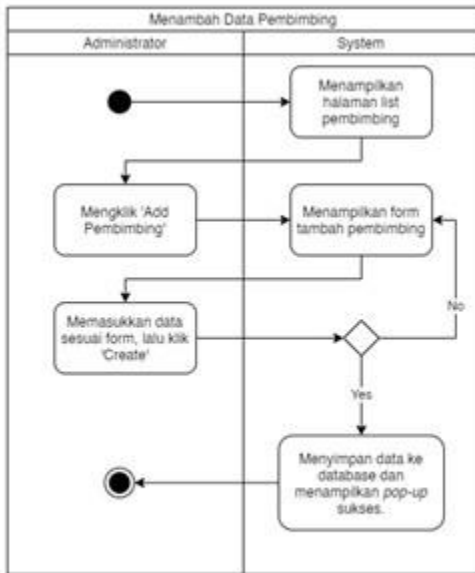 Menambah Data Pembimbing
Administrator
System
Menampilkan
halaman list
pembimbing
Mengklik 'Add
Pembimbing'
Menampilkan form
tambah pembimbing
No
Memasukkan data
sesuai form, lalu klik
'Create'
Yes
Menyimpan data ke
database dan
menampilkan pop-up
sukses.